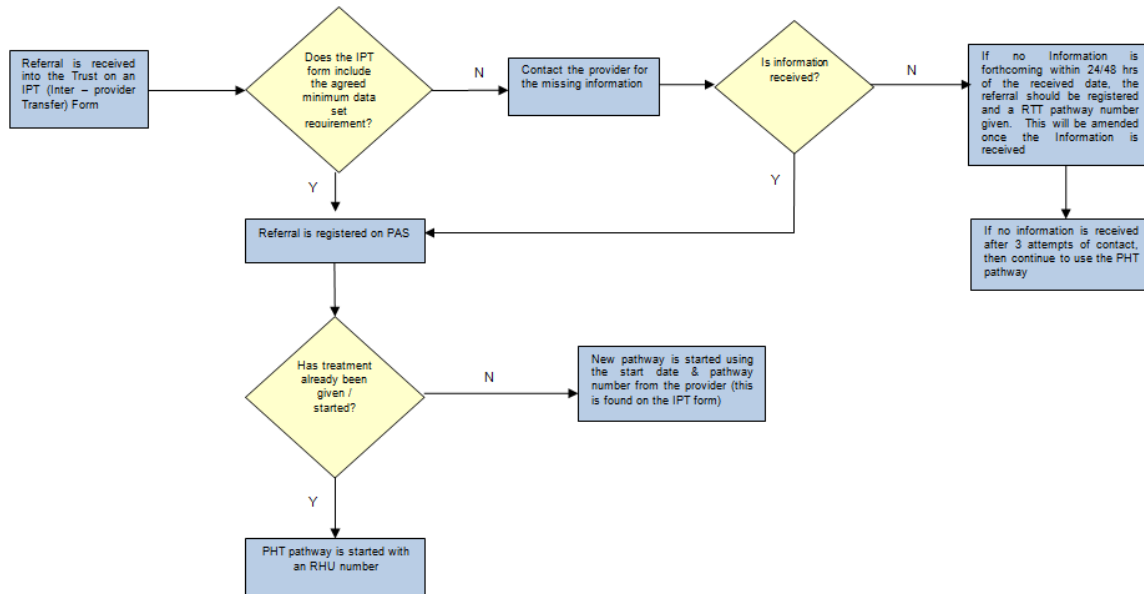 Referral is received
into the Trust on an
IPT (Inter – provider
Transfer) Form
Does the IPT
form include
the agreed
minimum data
set
requirement?
N
Contact the provider for
the missing information
Is information
received?
N
If no Information is
forthcoming within 24/48 hrs
of the received date, the
referral should be registered
and a RTT pathway number
given. This will be amended
once the Information is
received
Y
Y
Referral is registered on PAS
If no information is received
after 3 attempts of contact,
then continue to use the PHT
pathway
Has treatment
already been
given /
started?
N
New pathway is started using
the start date & pathway
number from the provider (this
is found on the IPT form)
Y
PHT pathway is started with
an RHU number